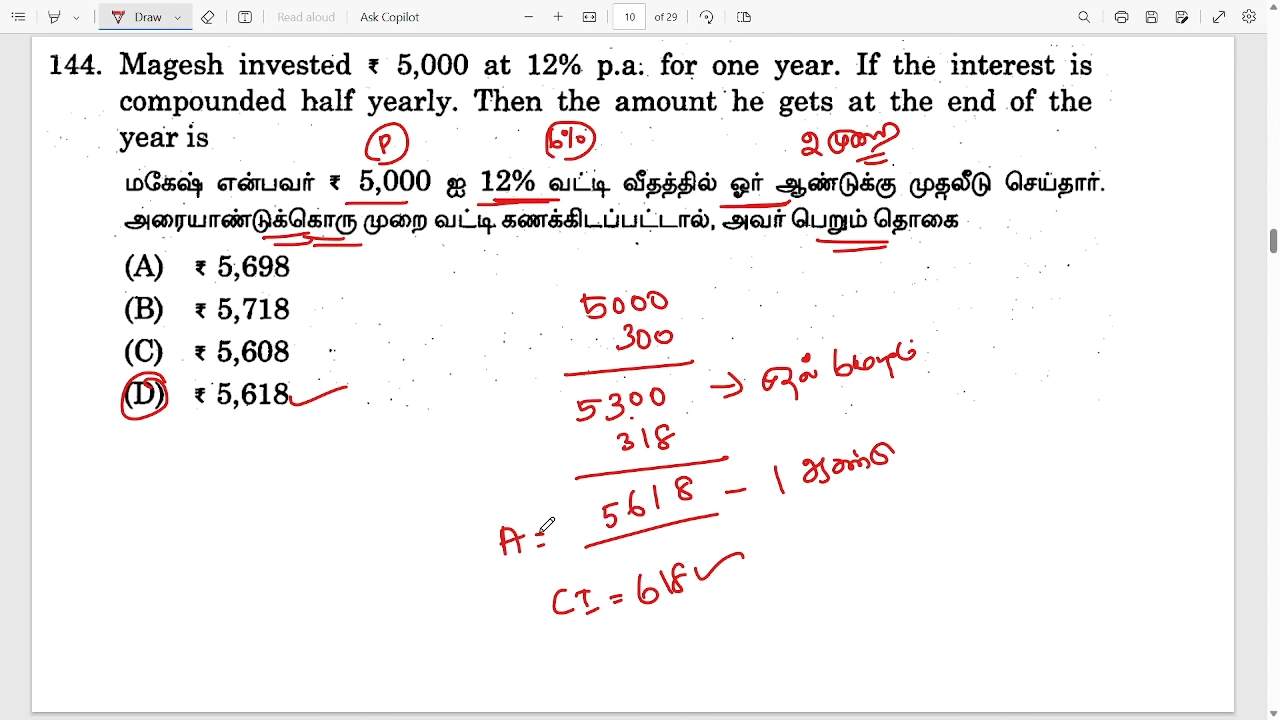 Draw
Read aloud
Ask Copilot
10 of 29
144. Magesh invested ₹ 5,000 at 12% p.a. for one year. If the interest is
compounded half yearly. Then the amount he gets at the end of the
year is
P 6% 2 முறை
மகேஷ் என்பவர் ₹ 5,000 ஐ 12% வட்டி வீதத்தில் ஓர் ஆண்டுக்கு முதலீடு செய்தார்.
அரையாண்டுக்கொரு முறை வட்டி கணக்கிடப்பட்டால், அவர் பெறும் தொகை
(A) ₹ 5,698
(B) ₹ 5,718
(C) ₹ 5,608
(D) ₹ 5,618
5000
300
5300 →
318
5618 – 1 ஆண்டு
A =
CI = 618